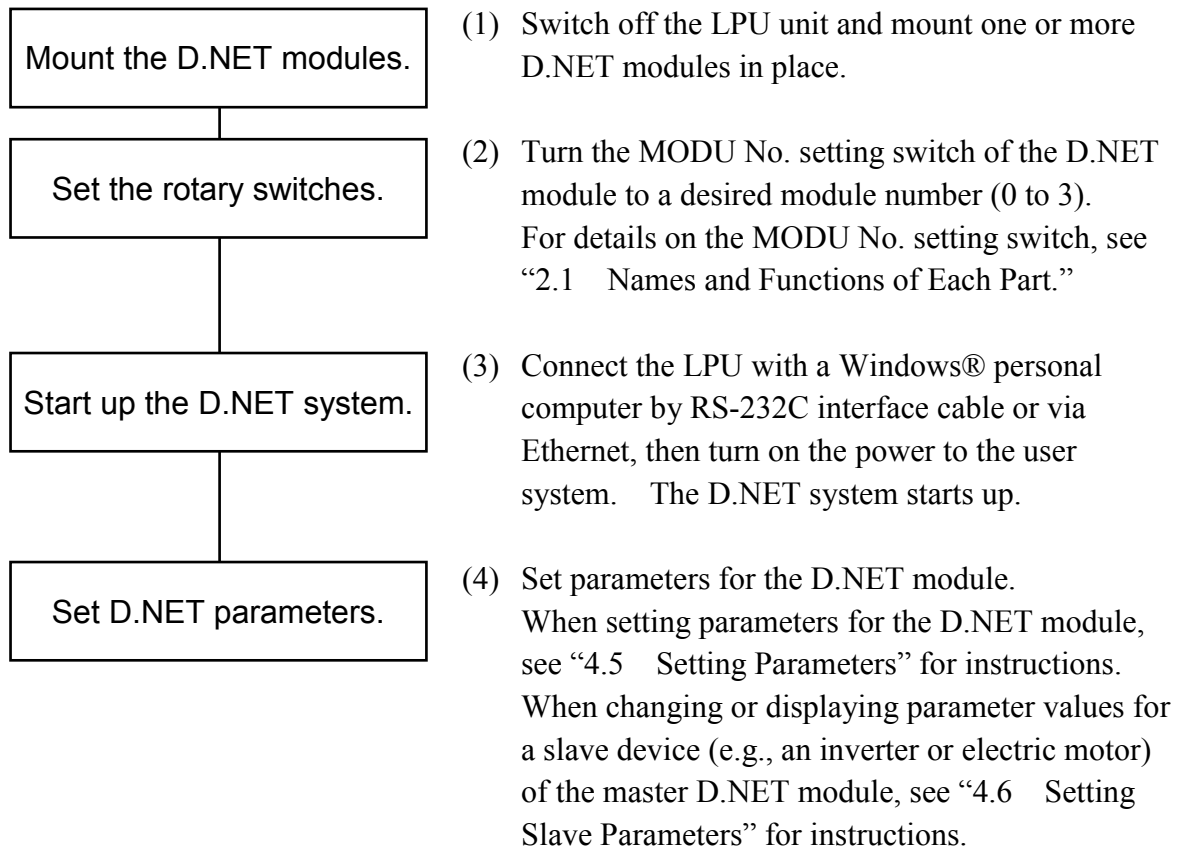 Mount the D.NET modules.
(1) Switch off the LPU unit and mount one or more
D.NET modules in place.
Set the rotary switches.
(2) Turn the MODU No. setting switch of the D.NET
module to a desired module number (0 to 3).
For details on the MODU No. setting switch, see
“2.1 Names and Functions of Each Part.”
Start up the D.NET system.
(3) Connect the LPU with a Windows® personal
computer by RS-232C interface cable or via
Ethernet, then turn on the power to the user
system. The D.NET system starts up.
Set D.NET parameters.
(4) Set parameters for the D.NET module.
When setting parameters for the D.NET module,
see “4.5 Setting Parameters” for instructions.
When changing or displaying parameter values for
a slave device (e.g., an inverter or electric motor)
of the master D.NET module, see “4.6 Setting
Slave Parameters” for instructions.